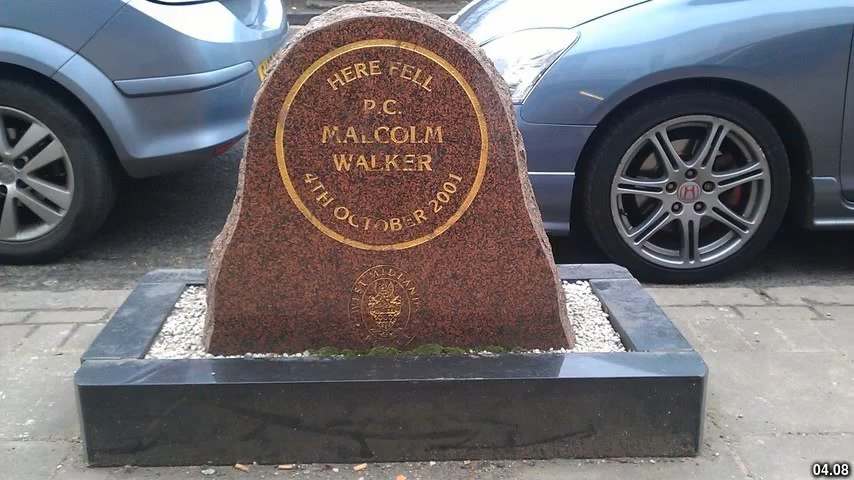 HERE FELL
P.C.
MALCOLM
WALKER
4TH OCTOBER 2001
WEST MIDLANDS
04.08